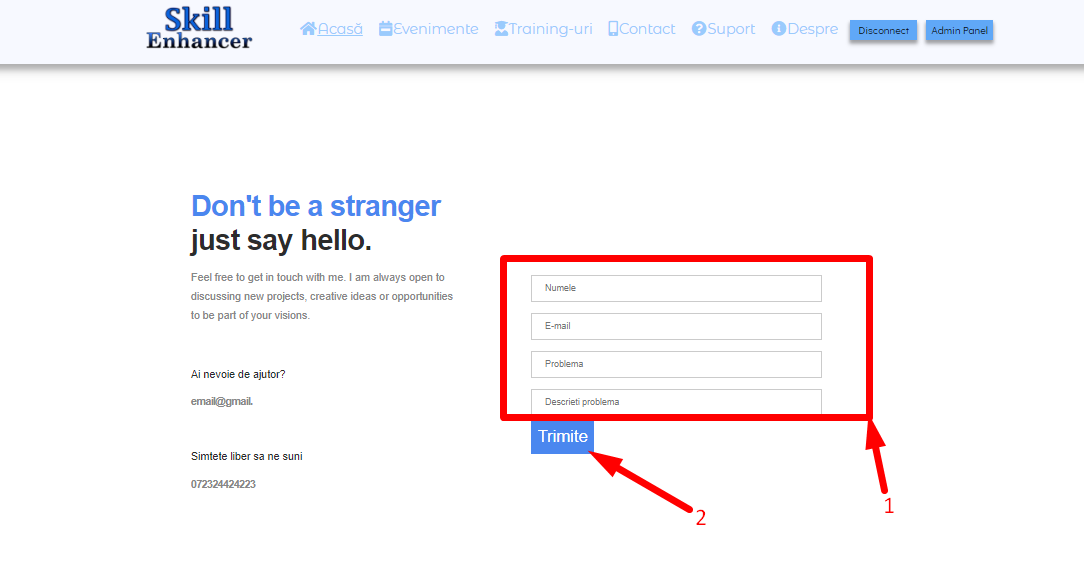 Skill
Enhancer
Acasă Evenimente Training-uri Contact Suport Despre Disconnect Admin Panel
Don't be a stranger
just say hello.
Feel free to get in touch with me. I am always open to
discussing new projects, creative ideas or opportunities
to be part of your visions.
Ai nevoie de ajutor?
email@gmail.
Simtete liber sa ne suni
072324424223
Numele
E-mail
Problema
Descrieti problema
Trimite
1
2